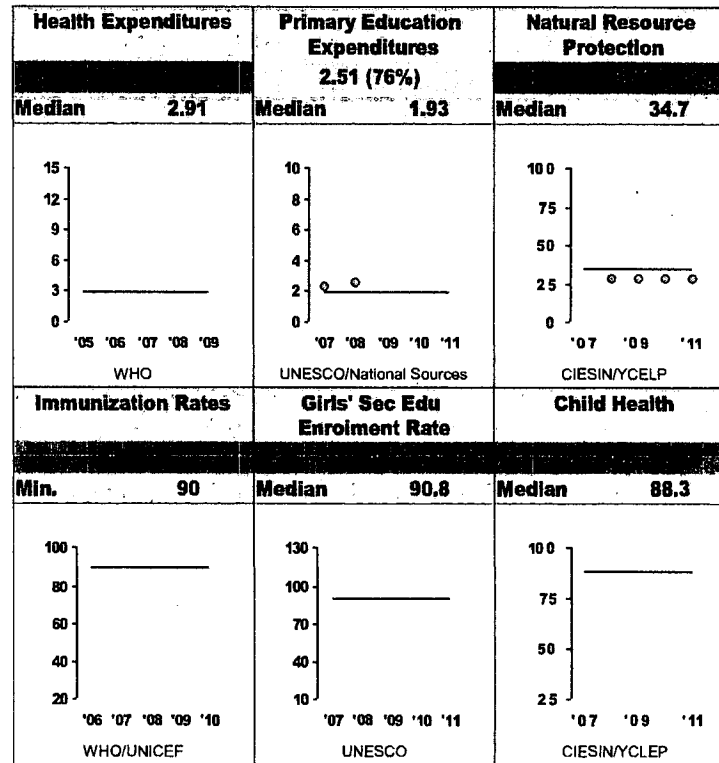 Health Expenditures
Median 2.91
15
12
9
6
3
0
'05 '06 '07 '08 '09
WHO
Primary Education
Expenditures
2.51 (76%)
Median 1.93
10
8
6
4
2
0
'07 '08 '09 '10 '11
UNESCO/National Sources
Natural Resource
Protection
Median 34.7
100
75
50
25
0
'07 '09 '11
CIESIN/YCELP
Immunization Rates
Min. 90
100
80
60
40
20
'06 '07 '08 '09 '10
WHO/UNICEF
Girls' Sec Edu
Enrolment Rate
Median 90.8
130
100
70
40
10
'07 '08 '09 '10 '11
UNESCO
Child Health
Median 88.3
100
75
50
25
'07 '09 '11
CIESIN/YCLEP